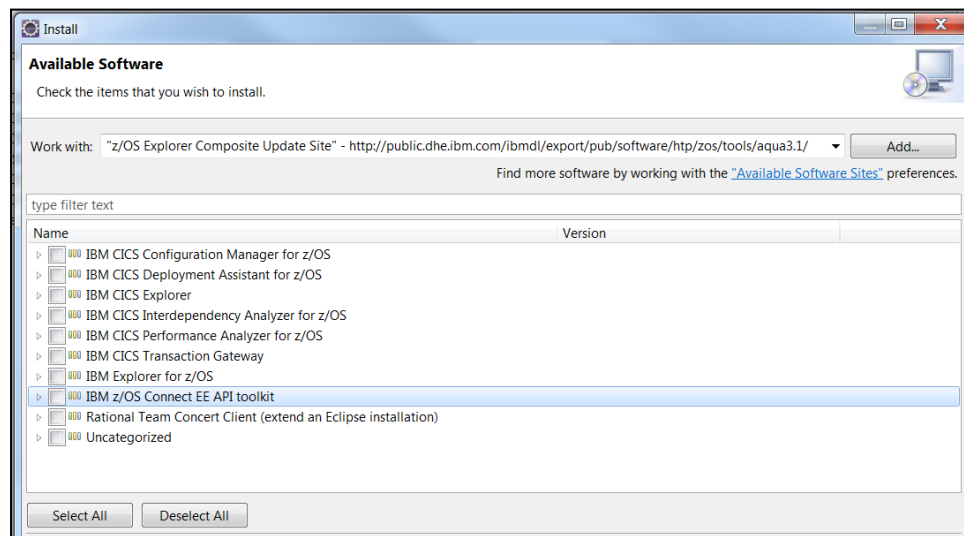 Install
Available Software
Check the items that you wish to install.
Work with: "z/OS Explorer Composite Update Site" - http://public.dhe.ibm.com/ibmdl/export/pub/software/htp/zos/tools/aqua3.1/ Add...
Find more software by working with the "Available Software Sites" preferences.
type filter text
Name Version
IBM CICS Configuration Manager for z/OS
IBM CICS Deployment Assistant for z/OS
IBM CICS Explorer
IBM CICS Interdependency Analyzer for z/OS
IBM CICS Performance Analyzer for z/OS
IBM CICS Transaction Gateway
IBM Explorer for z/OS
IBM z/OS Connect EE API toolkit
Rational Team Concert Client (extend an Eclipse installation)
Uncategorized
Select All Deselect All